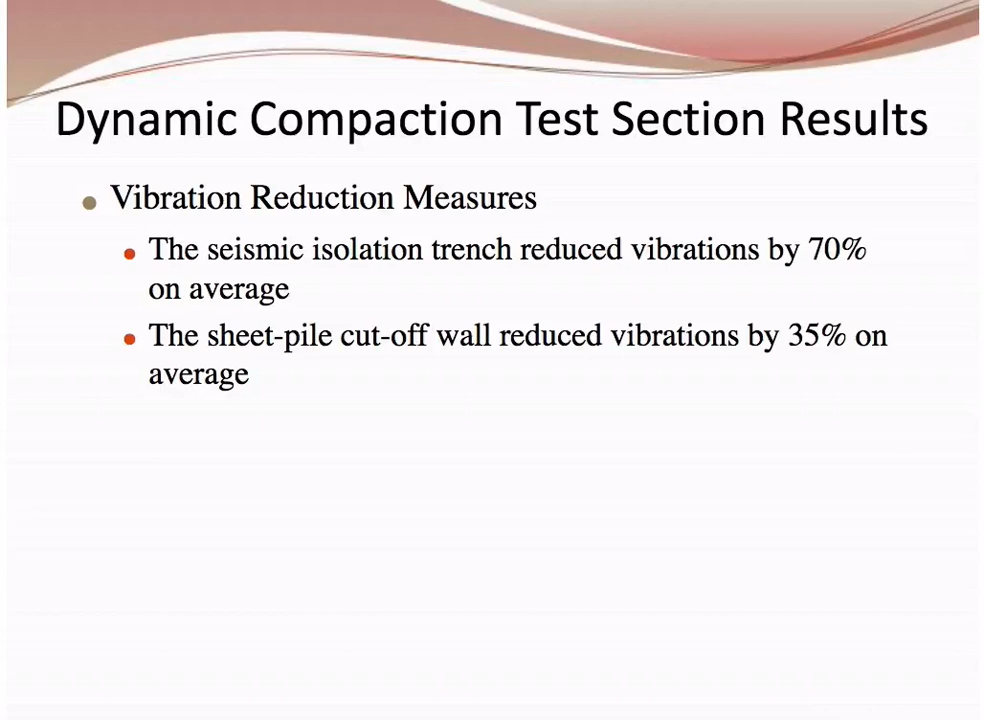 Dynamic Compaction Test Section Results
Vibration Reduction Measures
The seismic isolation trench reduced vibrations by 70%
on average
The sheet-pile cut-off wall reduced vibrations by 35% on
average